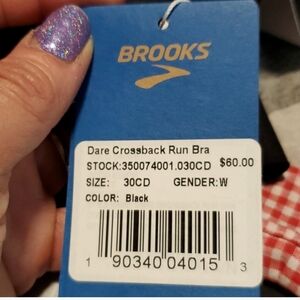 BROOKS
Dare Crossback Run Bra
STOCK:350074001.030CD $60.00
SIZE: 30CD GENDER:W
COLOR: Black
1 90340 04015 3